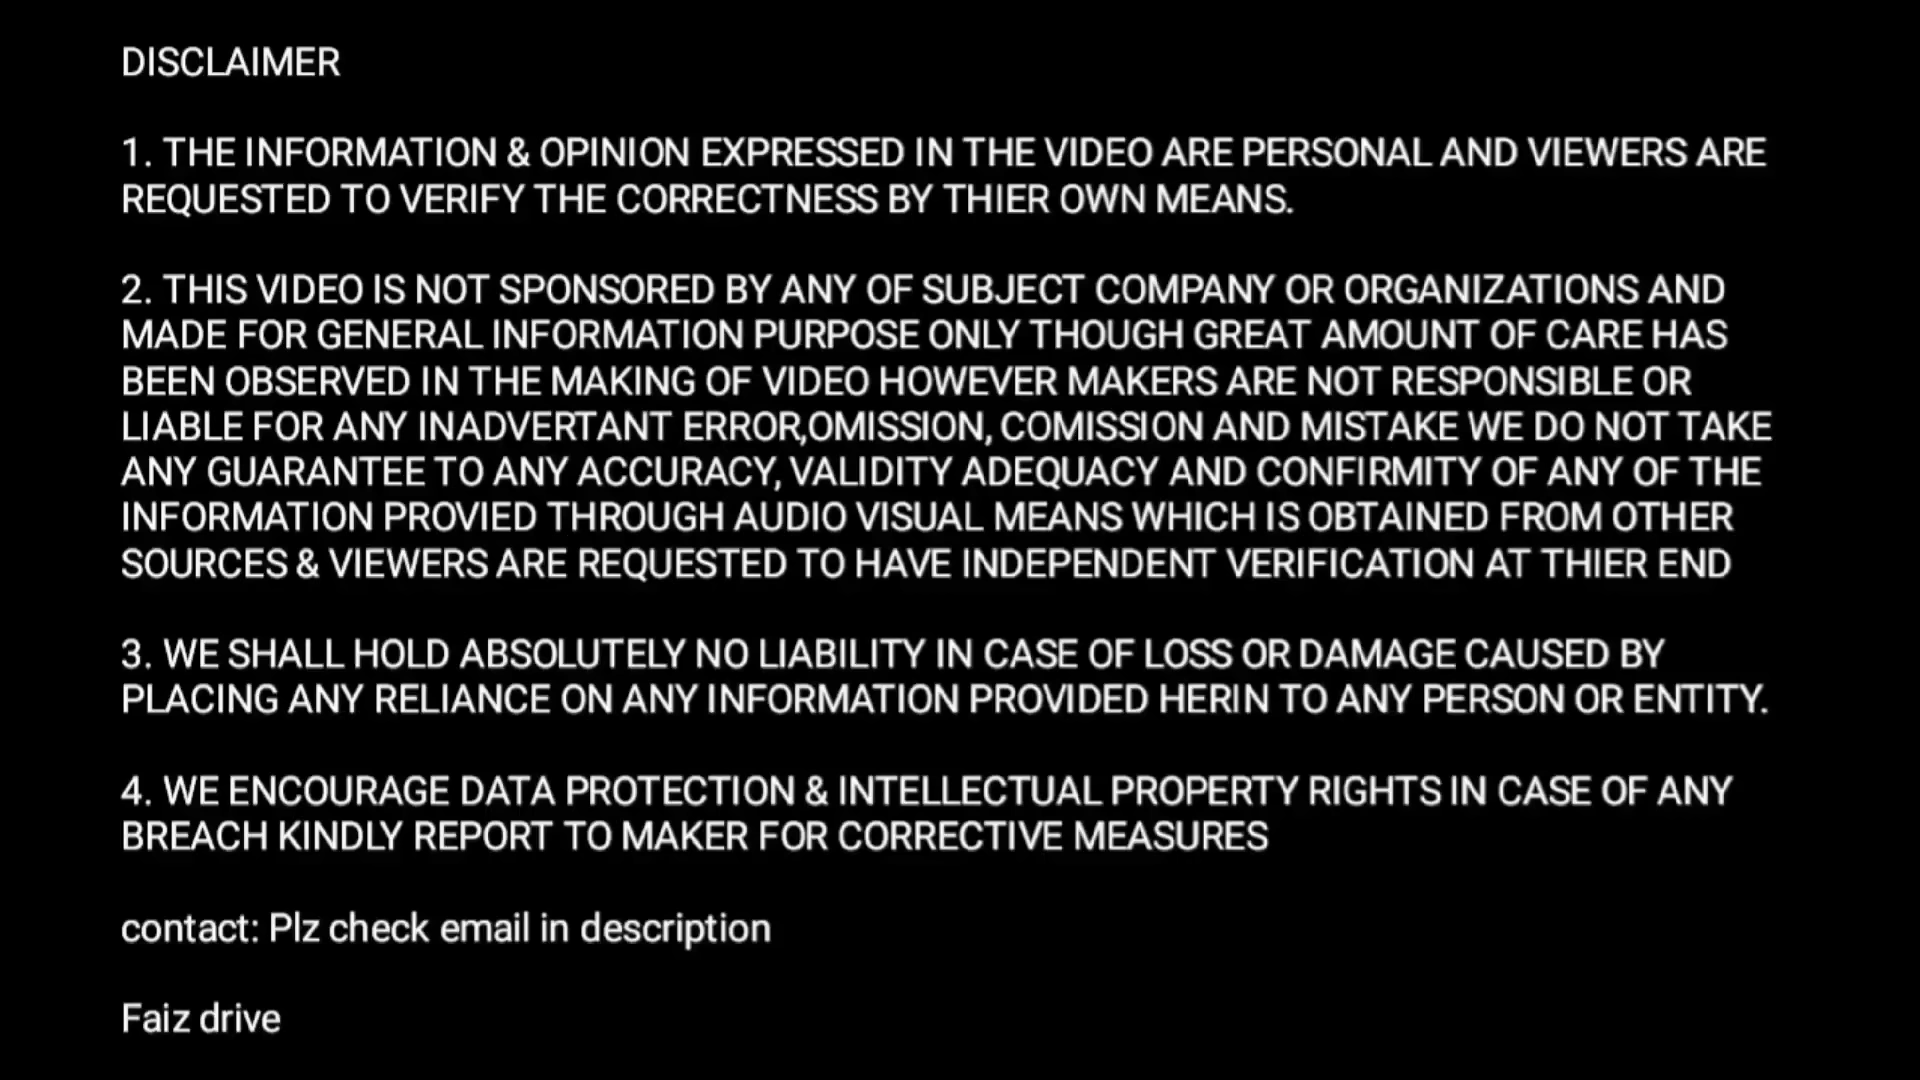 DISCLAIMER
1. THE INFORMATION & OPINION EXPRESSED IN THE VIDEO ARE PERSONAL AND VIEWERS ARE
REQUESTED TO VERIFY THE CORRECTNESS BY THIER OWN MEANS.
2. THIS VIDEO IS NOT SPONSORED BY ANY OF SUBJECT COMPANY OR ORGANIZATIONS AND
MADE FOR GENERAL INFORMATION PURPOSE ONLY THOUGH GREAT AMOUNT OF CARE HAS
BEEN OBSERVED IN THE MAKING OF VIDEO HOWEVER MAKERS ARE NOT RESPONSIBLE OR
LIABLE FOR ANY INADVERTANT ERROR,OMISSION, COMISSION AND MISTAKE WE DO NOT TAKE
ANY GUARANTEE TO ANY ACCURACY, VALIDITY ADEQUACY AND CONFIRMITY OF ANY OF THE
INFORMATION PROVIED THROUGH AUDIO VISUAL MEANS WHICH IS OBTAINED FROM OTHER
SOURCES & VIEWERS ARE REQUESTED TO HAVE INDEPENDENT VERIFICATION AT THIER END
3. WE SHALL HOLD ABSOLUTELY NO LIABILITY IN CASE OF LOSS OR DAMAGE CAUSED BY
PLACING ANY RELIANCE ON ANY INFORMATION PROVIDED HERIN TO ANY PERSON OR ENTITY.
4. WE ENCOURAGE DATA PROTECTION & INTELLECTUAL PROPERTY RIGHTS IN CASE OF ANY
BREACH KINDLY REPORT TO MAKER FOR CORRECTIVE MEASURES
contact: Plz check email in description
Faiz drive